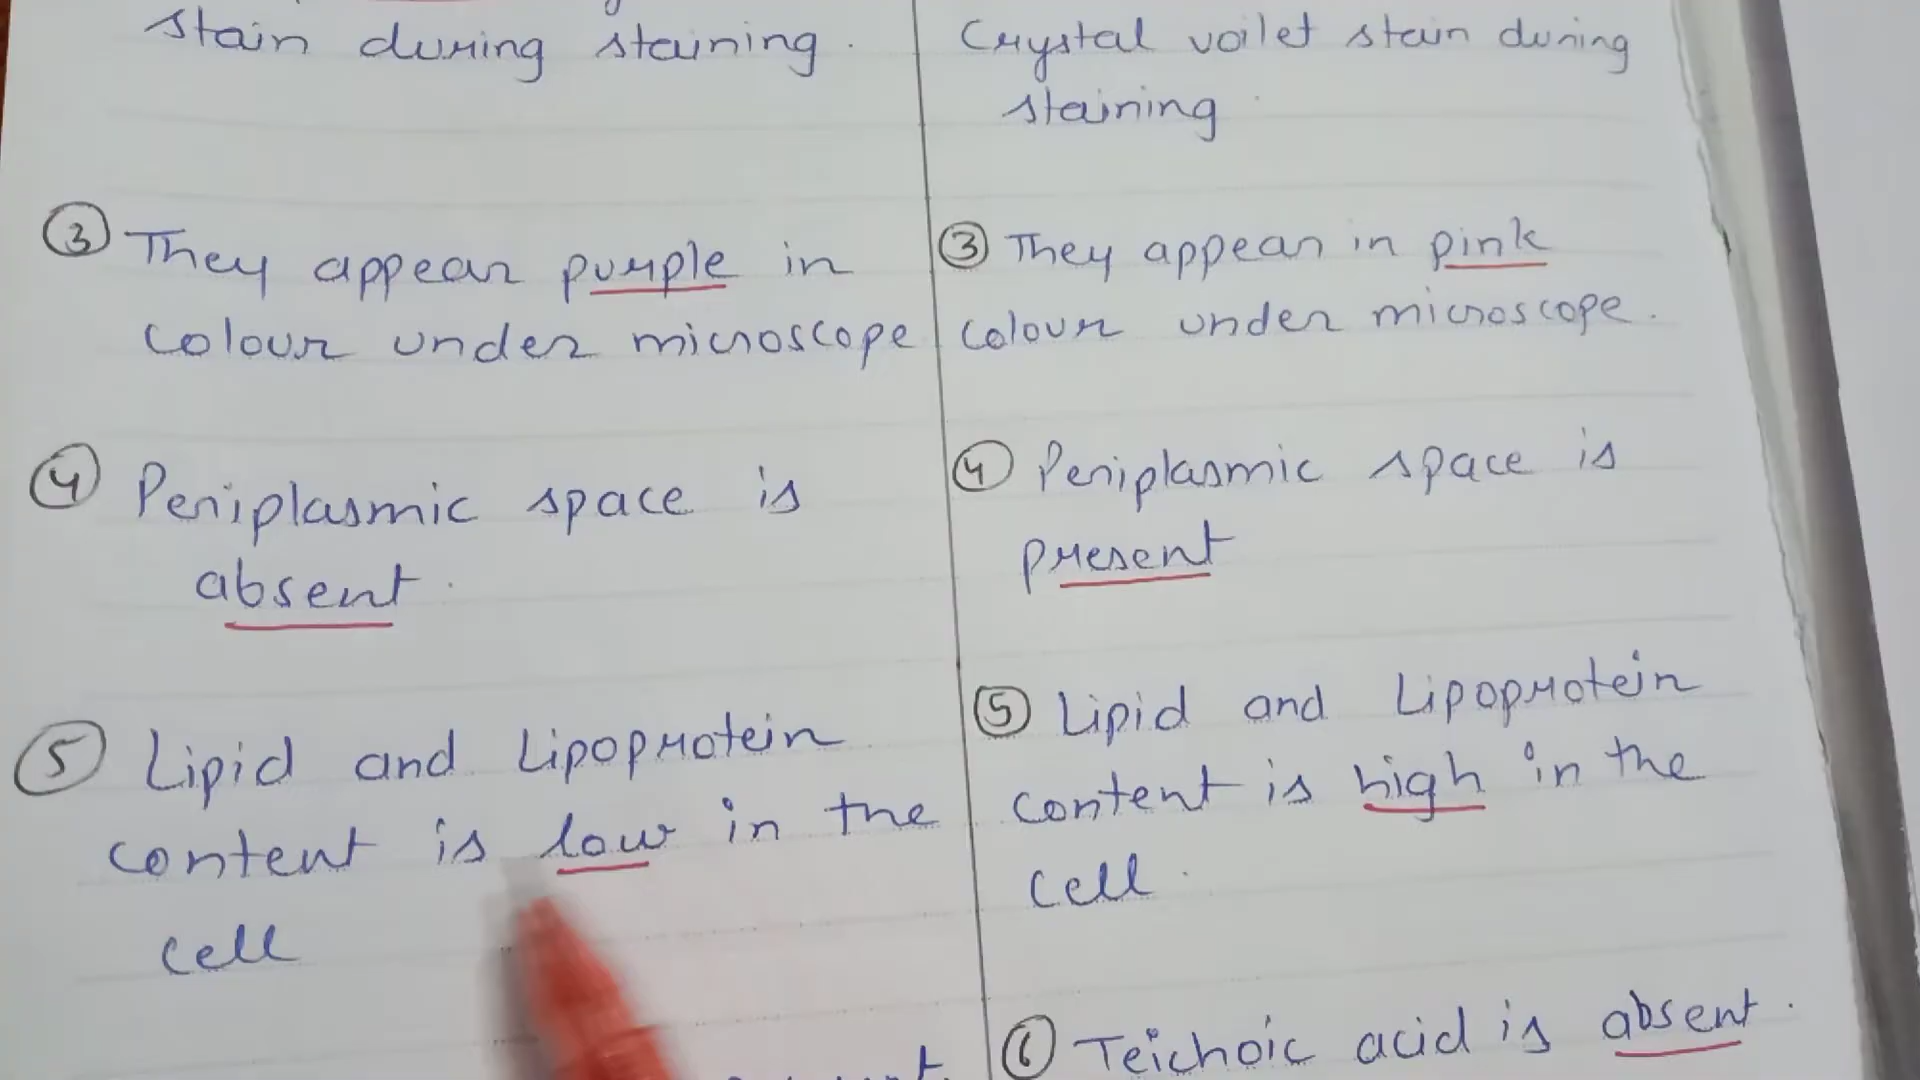 stain during staining.
③ They appear purple in
colour under microscope
④ Periplasmic space is
absent.
⑤ Lipid and Lipoprotein
content is low in the
cell
Crystal voilet stain during
staining.
③ They appear in pink
colour under microscope.
④ Periplasmic space is
present
⑤ Lipid and Lipoprotein
content is high in the
cell.
⑥ Teichoic acid is absent.